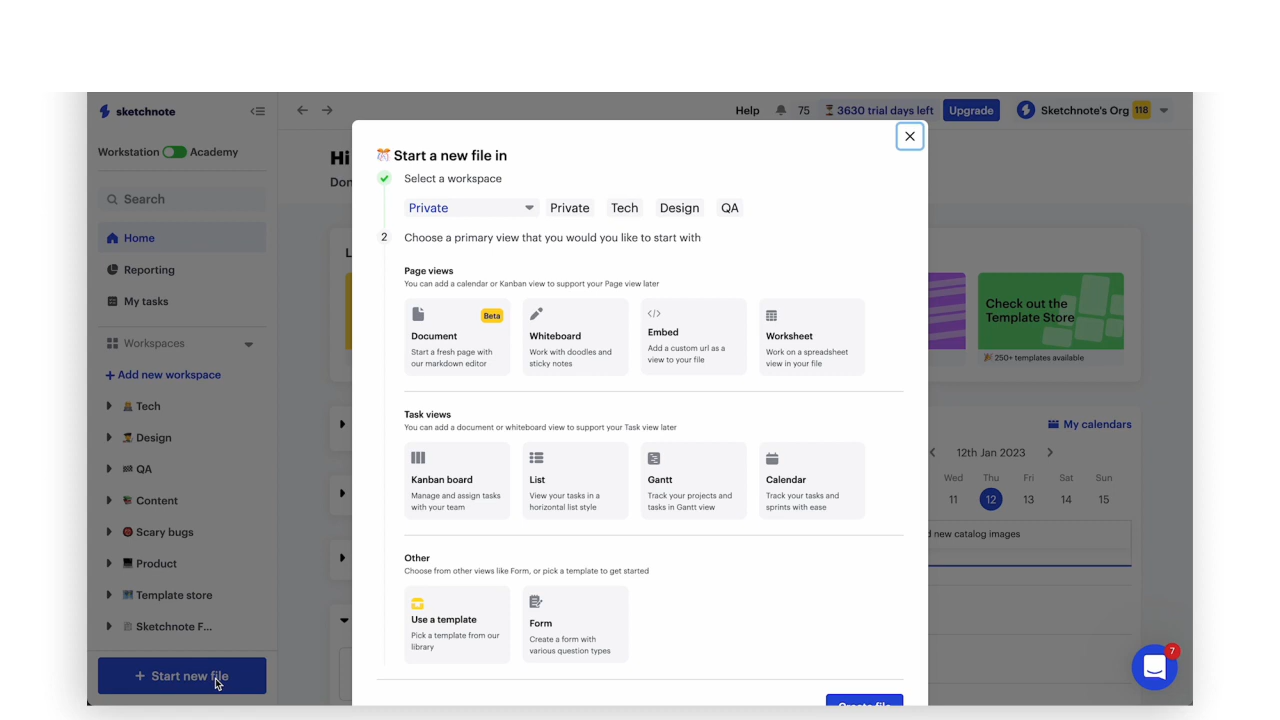 sketchnote
Help
75
3630 trial days left
Upgrade
Sketchnote's Org
118
Workstation
Academy
Hi
Search
Home
Reporting
My tasks
Workspaces
+ Add new workspace
Tech
Design
QA
Content
Scary bugs
Product
Template store
Sketchnote F...
+ Start new file
Start a new file in
Select a workspace
Private
Private
Tech
Design
QA
2
Choose a primary view that you would you like to start with
Page views
You can add a calendar or Kanban view to support your Page view later
Beta
Document
Start a fresh page with
our markdown editor
Whiteboard
Work with doodles and
sticky notes
Embed
Add a custom url as a
view to your file
Worksheet
Work on a spreadsheet
view in your file
Task views
You can add a document or whiteboard view to support your Task view later
Kanban board
Manage and assign tasks
with your team
List
View your tasks in a
horizontal list style
Gantt
Track your projects and
tasks in Gantt view
Calendar
Track your tasks and
sprints with ease
Other
Choose from other views like Form, or pick a template to get started
Use a template
Pick a template from our
library
Form
Create a form with
various question types
Create file
Check out the
Template Store
250+ templates available
My calendars
12th Jan 2023
Wed Thu Fri Sat Sun
11 12 13 14 15
new catalog images
7